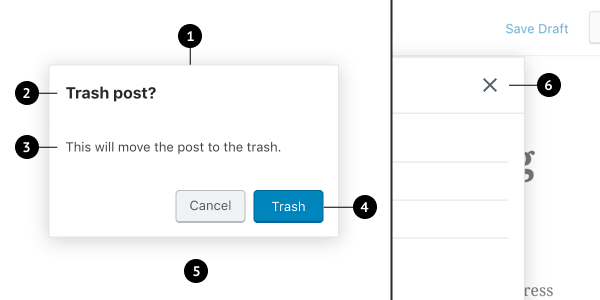 1
Save Draft
2 Trash post?
6
3 This will move the post to the trash.
Cancel Trash 4
5
g
ress